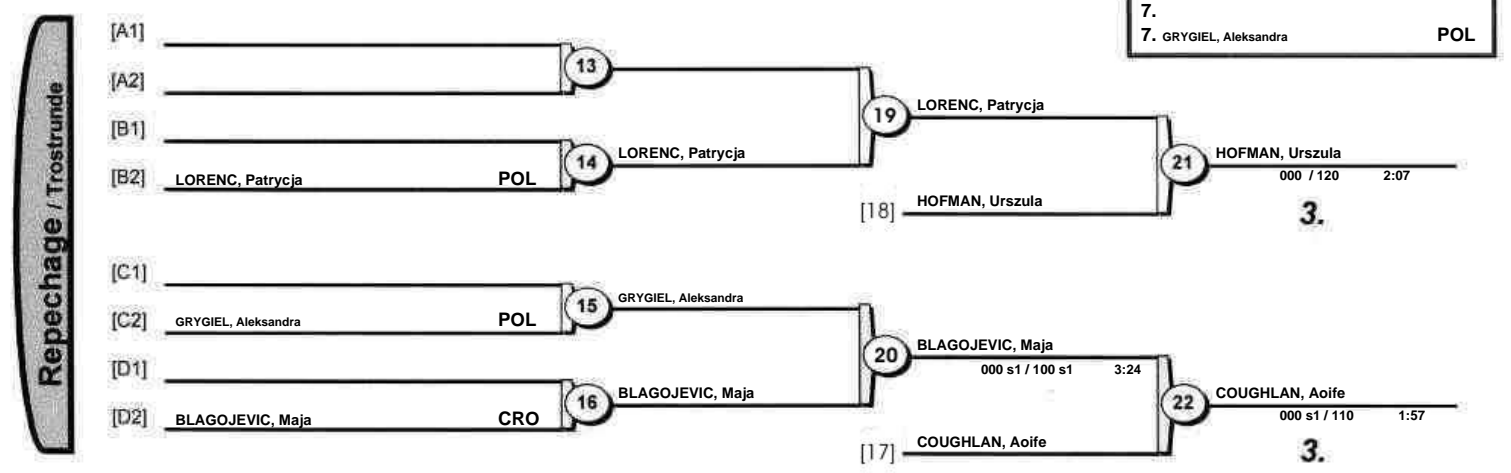 7.
7. GRYGIEL, Aleksandra POL
Repechage / Trostrunde
[A1]
13
[A2]
LORENC, Patrycja
19
[B1]
LORENC, Patrycja
14
HOFMAN, Urszula
21
[B2] LORENC, Patrycja POL
000 / 120 2:07
[18] HOFMAN, Urszula
3.
[C1]
GRYGIEL, Aleksandra
15
[C2] GRYGIEL, Aleksandra POL
BLAGOJEVIC, Maja
20
000 s1 / 100 s1 3:24
[D1]
BLAGOJEVIC, Maja
16
COUGHLAN, Aoife
22
[D2] BLAGOJEVIC, Maja CRO
000 s1 / 110 1:57
[17] COUGHLAN, Aoife
3.